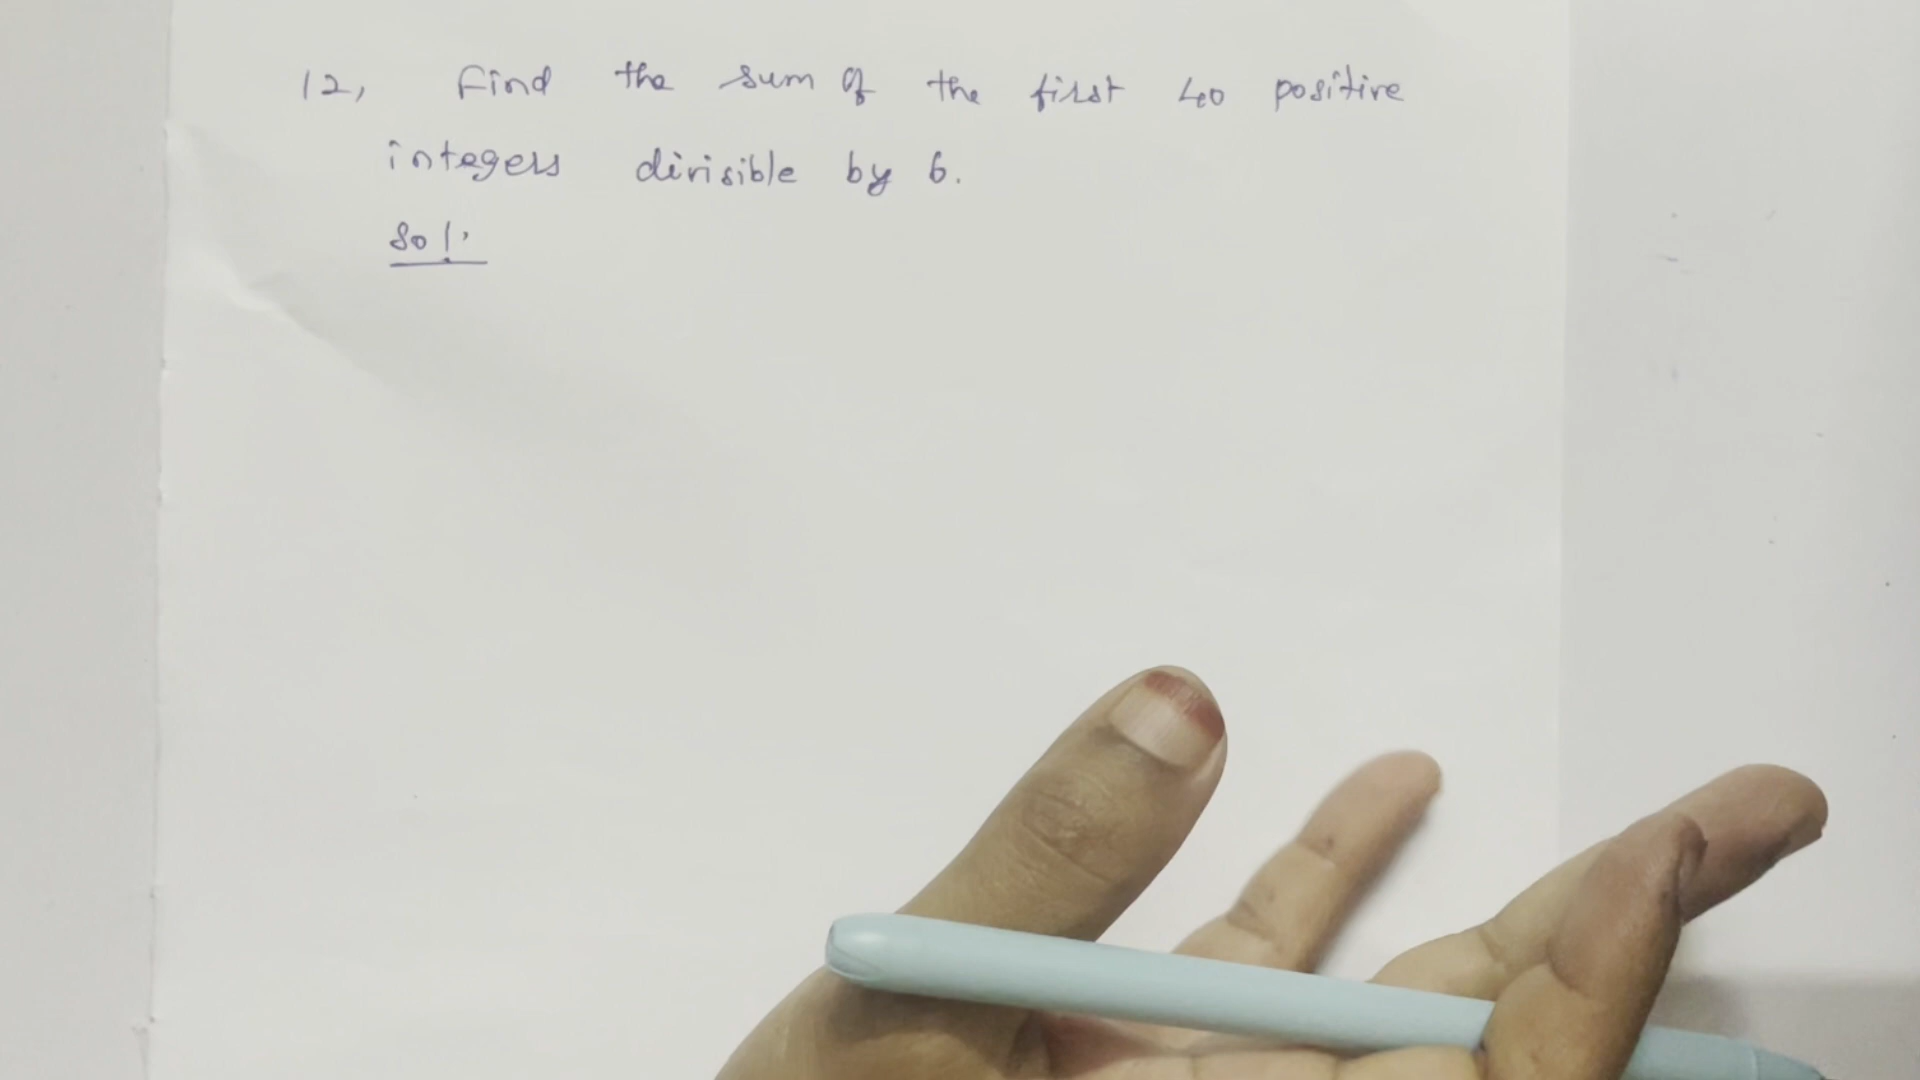 12, Find the sum of the first 40 positive
integers divisible by 6.
Sol: